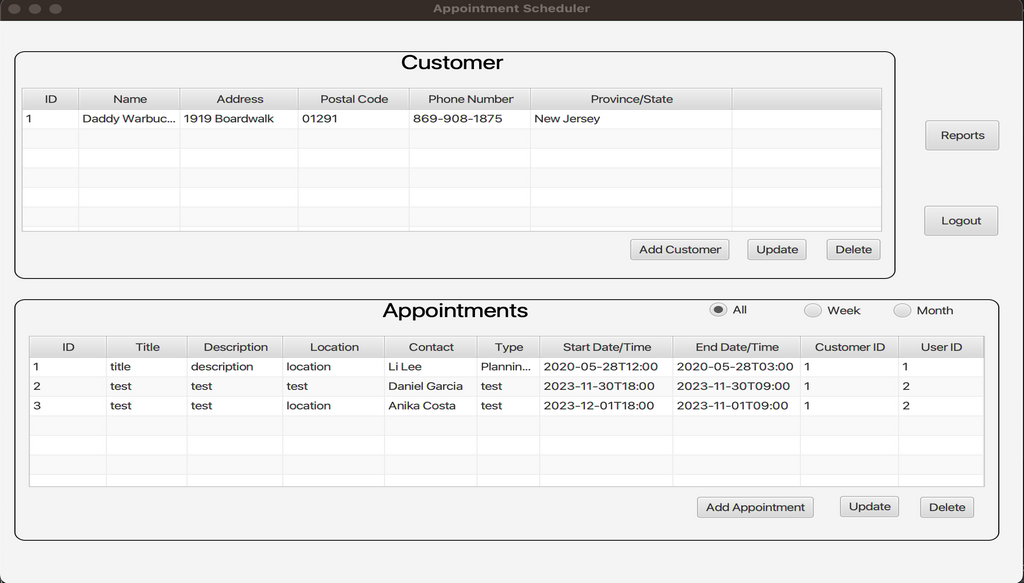 Appointment Scheduler
Customer
ID Name Address Postal Code Phone Number Province/State
1 Daddy Warbuc... 1919 Boardwalk 01291 869-908-1875 New Jersey
Reports
Logout
Add Customer Update Delete
Appointments All Week Month
ID Title Description Location Contact Type Start Date/Time End Date/Time Customer ID User ID
1 title description location Li Lee Plannin... 2020-05-28T12:00 2020-05-28T03:00 1 1
2 test test test Daniel Garcia test 2023-11-30T18:00 2023-11-30T09:00 1 2
3 test test location Anika Costa test 2023-12-01T18:00 2023-11-01T09:00 1 2
Add Appointment Update Delete